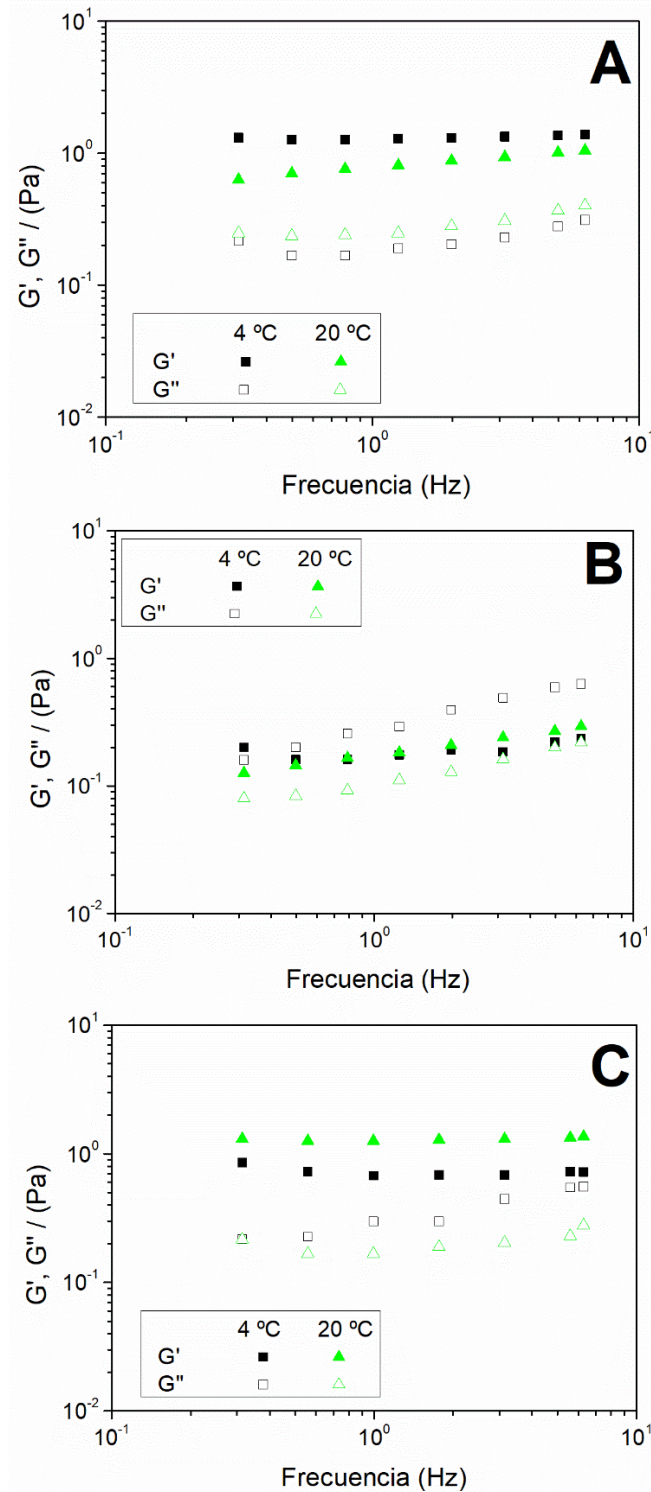 A
10¹
10⁰
10⁻¹
10⁻²
G', G'' / (Pa)
4 ºC 20 ºC
G'
G''
10⁻¹ 10⁰ 10¹
Frecuencia (Hz)
B
10¹
4 ºC 20 ºC
G'
G''
10⁰
10⁻¹
10⁻²
G', G'' / (Pa)
10⁻¹ 10⁰ 10¹
Frecuencia (Hz)
C
10¹
10⁰
10⁻¹
10⁻²
G', G'' / (Pa)
4 ºC 20 ºC
G'
G''
10⁻¹ 10⁰ 10¹
Frecuencia (Hz)